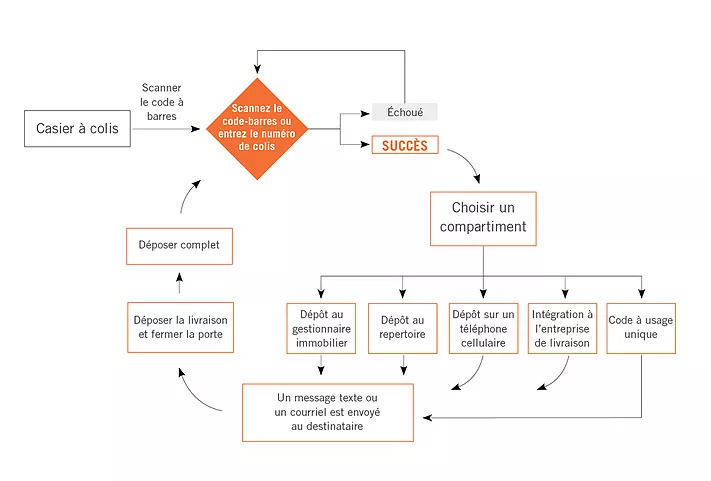 Casier à colis
Scanner
le code à
barres
Scannez le
code-barres ou
entrez le numéro
de colis
Échoué
SUCCÈS
Choisir un
compartiment
Dépôt au
gestionnaire
immobilier
Dépôt au
repertoire
Dépôt sur un
téléphone
cellulaire
Intégration à
l'entreprise
de livraison
Code à usage
unique
Un message texte ou
un courriel est envoyé
au destinataire
Déposer la livraison
et fermer la porte
Déposer complet